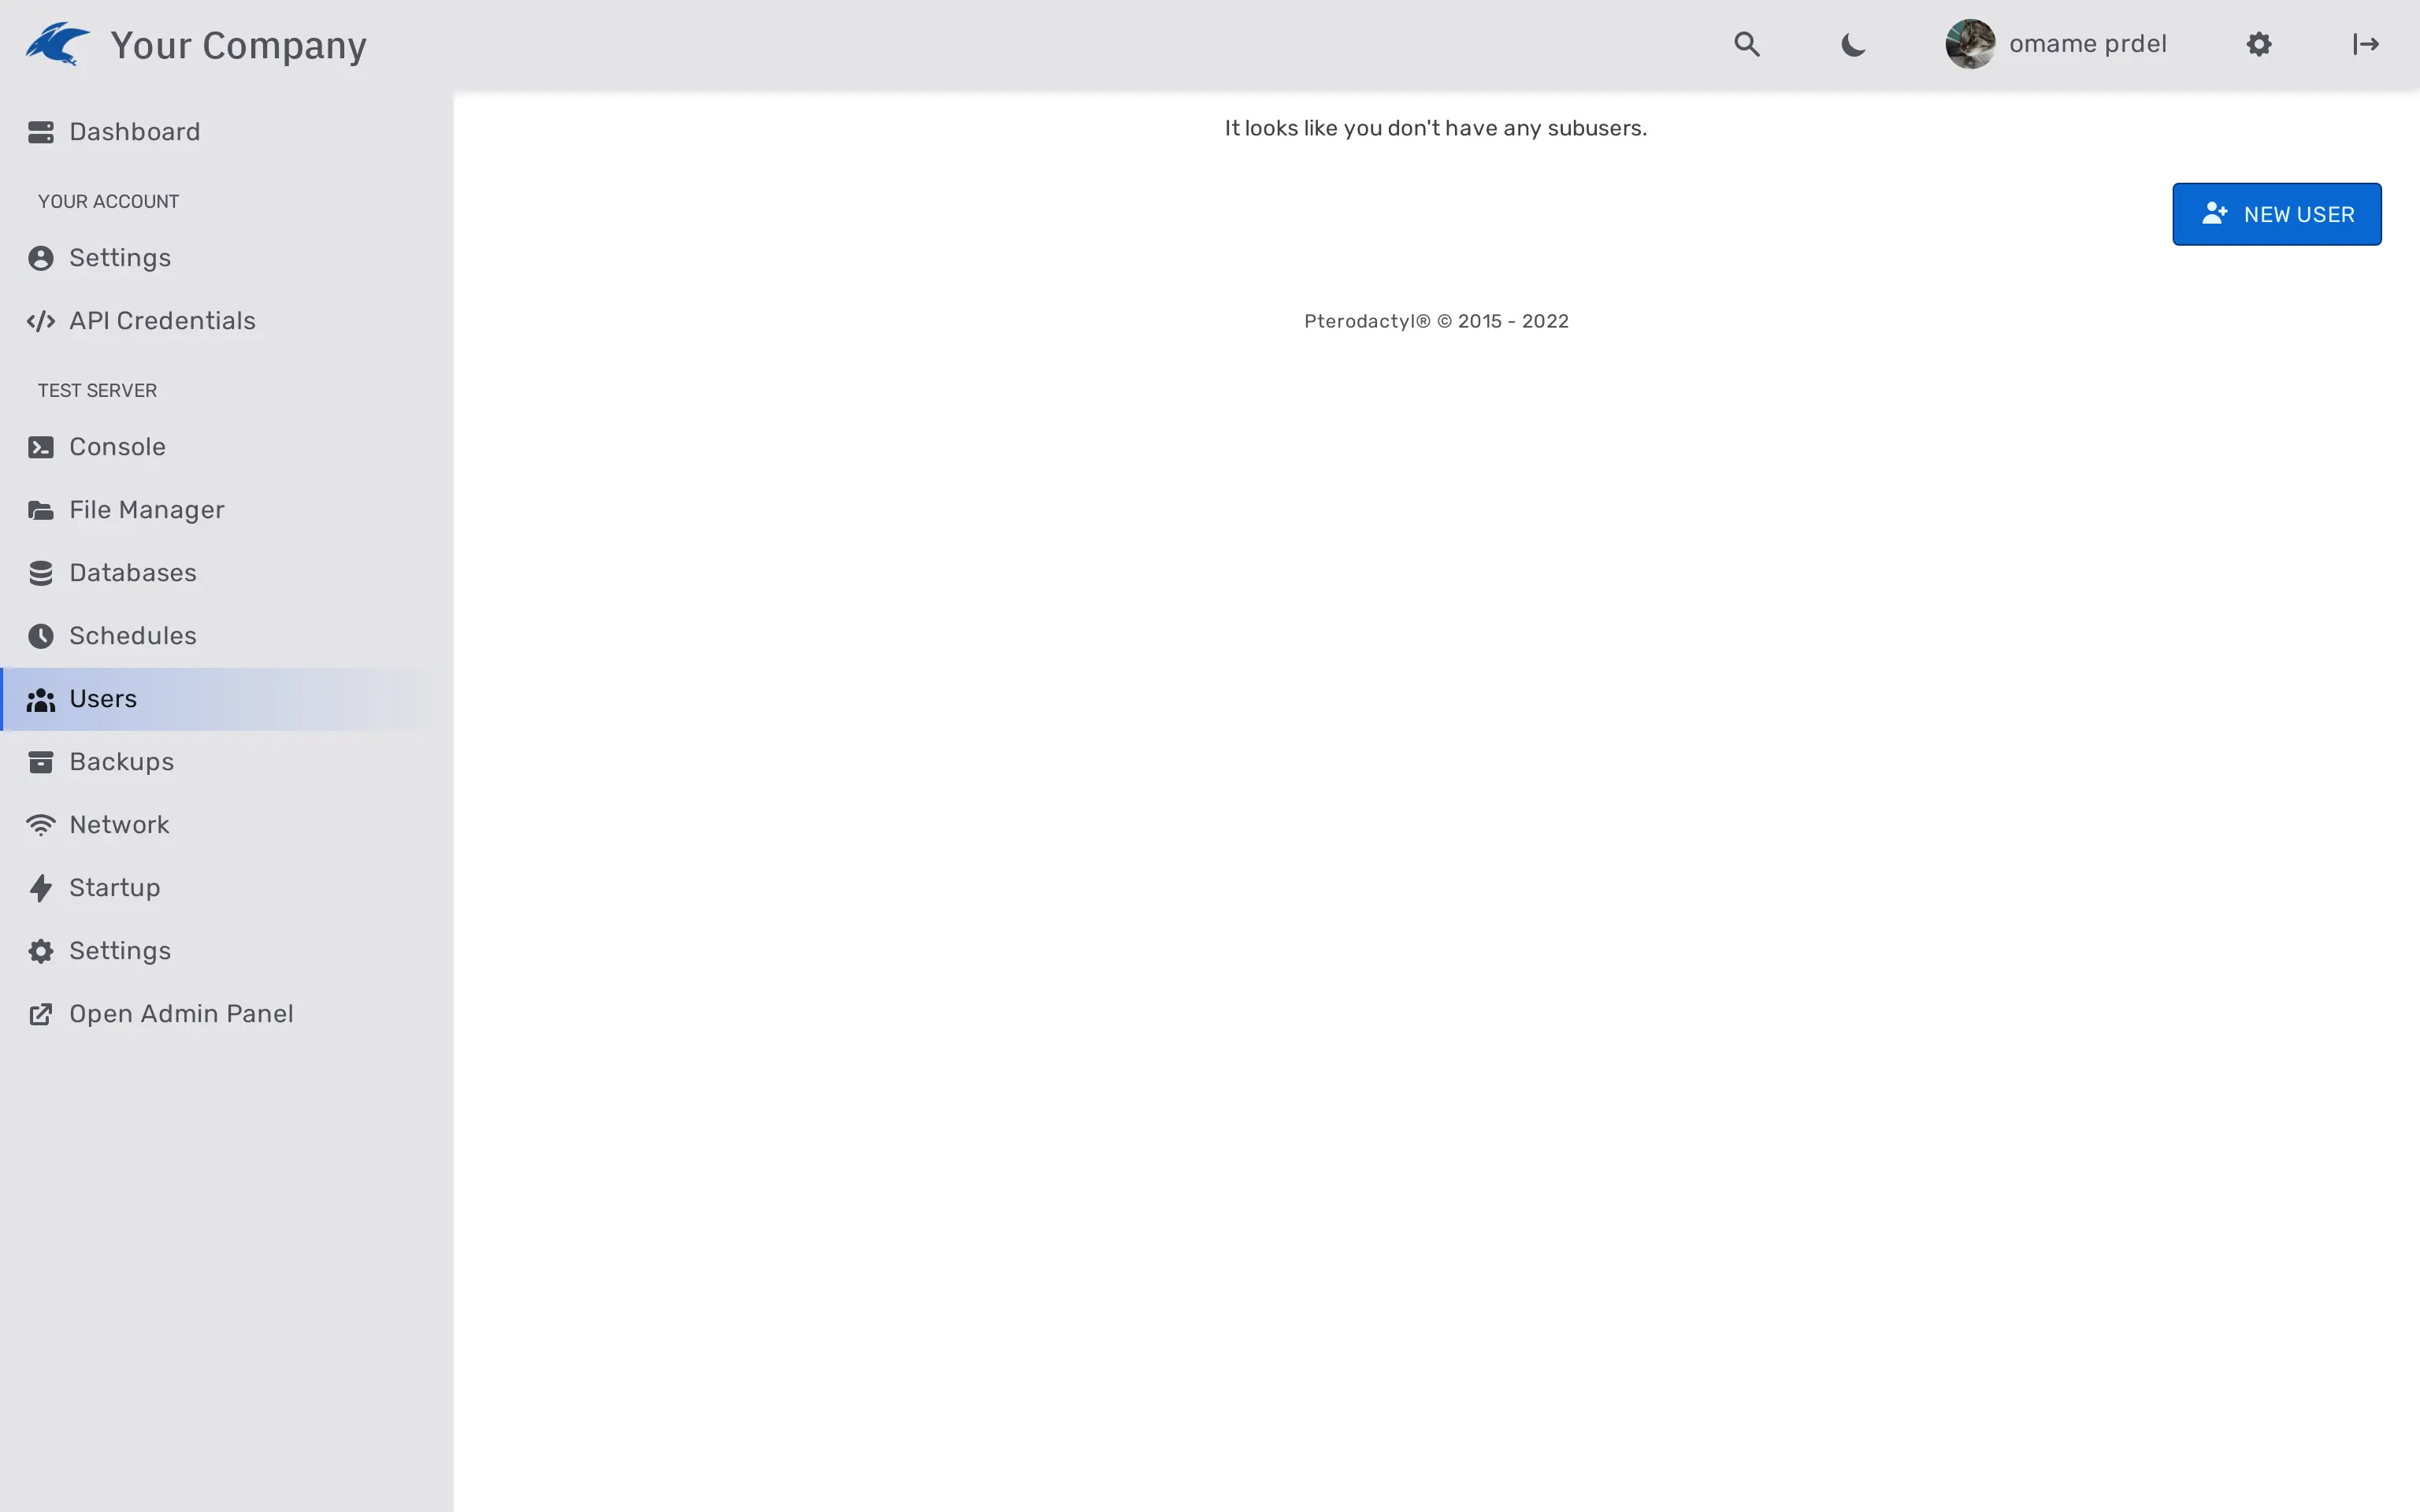 Your Company
omame prdel
Dashboard
YOUR ACCOUNT
Settings
API Credentials
TEST SERVER
Console
File Manager
Databases
Schedules
Users
Backups
Network
Startup
Settings
Open Admin Panel
It looks like you don't have any subusers.
NEW USER
Pterodactyl® © 2015 - 2022